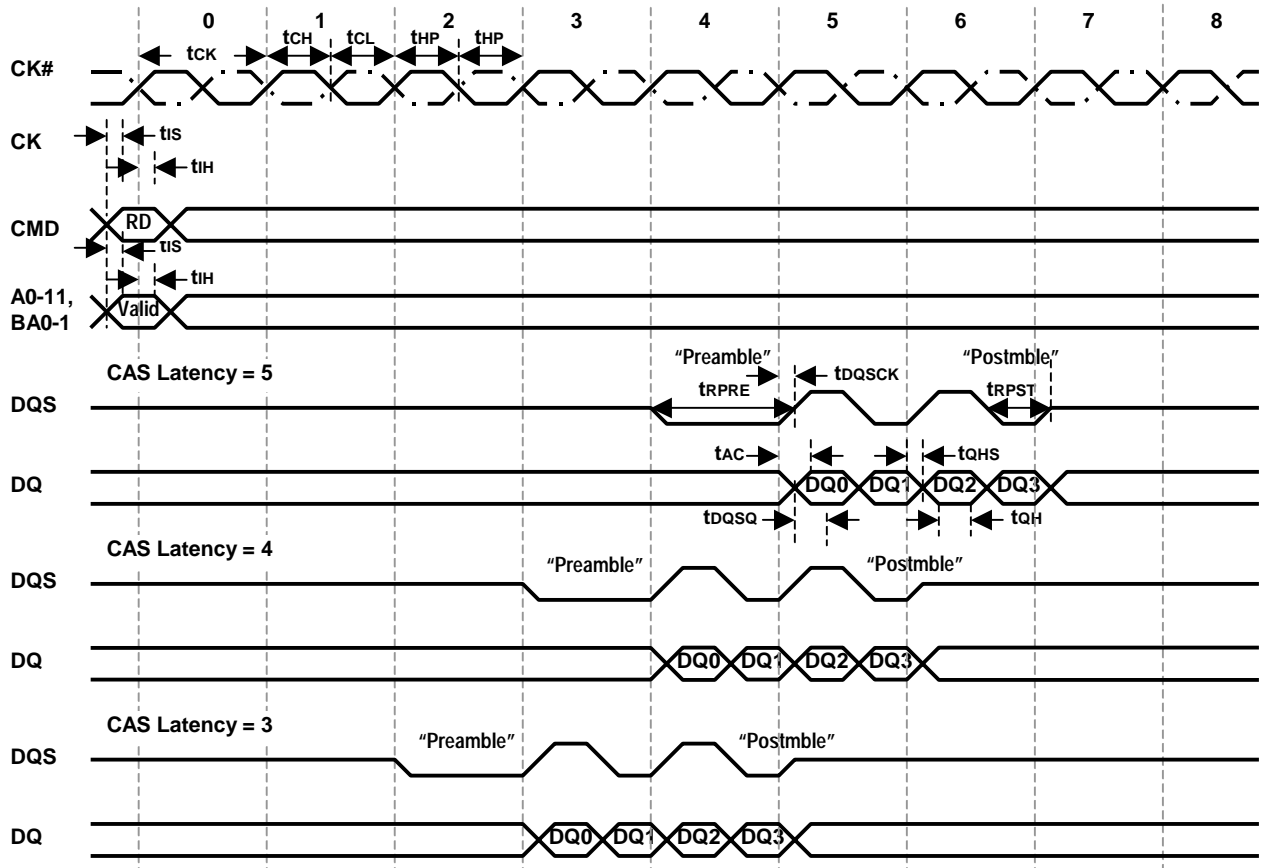 0 1 2 3 4 5 6 7 8
tCK tCH tCL tHP tHP
CK#
CK
tIS
tIH
CMD
RD
tIS
tIH
A0-11,
BA0-1
Valid
CAS Latency = 5
"Preamble" "Postmble"
tDQSCK
tRPRE tRPST
DQS
tAC tQHS
DQ
DQ0 DQ1 DQ2 DQ3
tDQSQ tQH
CAS Latency = 4
"Preamble" "Postmble"
DQS
DQ
DQ0 DQ1 DQ2 DQ3
CAS Latency = 3
"Preamble" "Postmble"
DQS
DQ
DQ0 DQ1 DQ2 DQ3